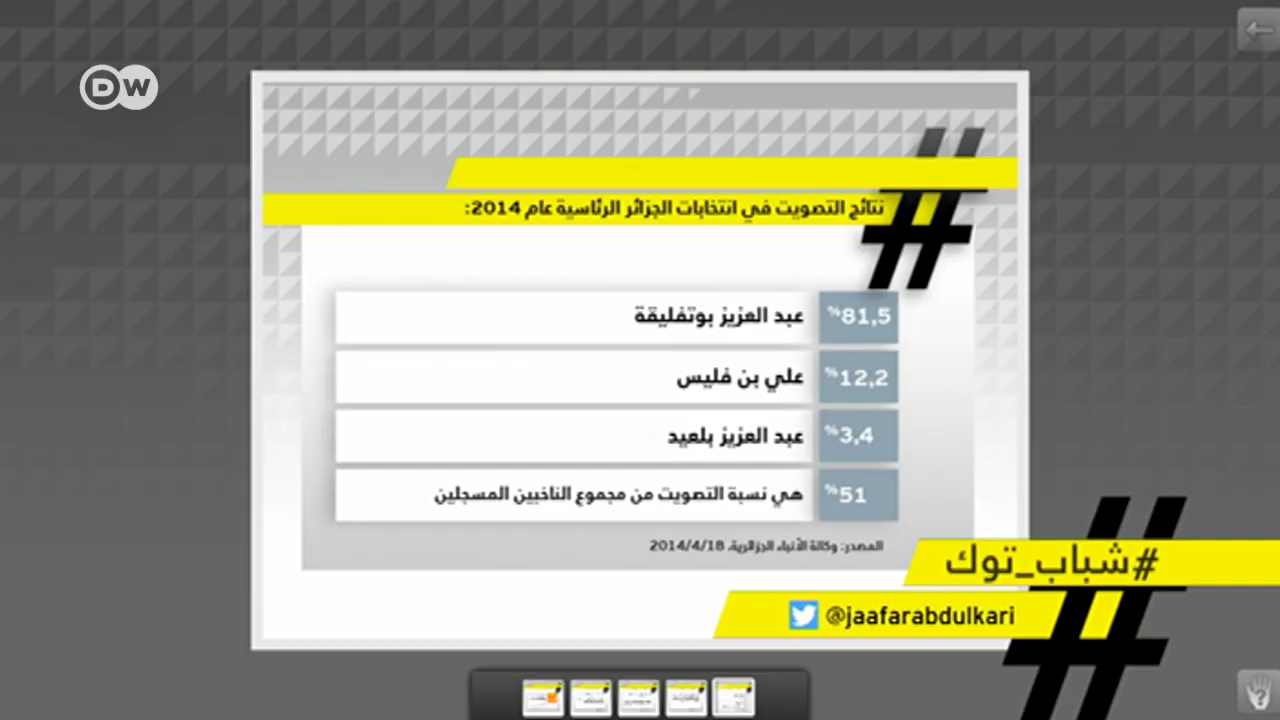 DW
نتائج التصويت في انتخابات الجزائر الرئاسية عام 2014:
%81,5 عبد العزيز بوتفليقة
%12,2 علي بن فليس
%3,4 عبد العزيز بلعيد
%51 هي نسبة التصويت من مجموع الناخبين المسجلين
المصدر: وكالة الأنباء الجزائرية، 2014/4/18
#شباب_توك
@jaafarabdulkari